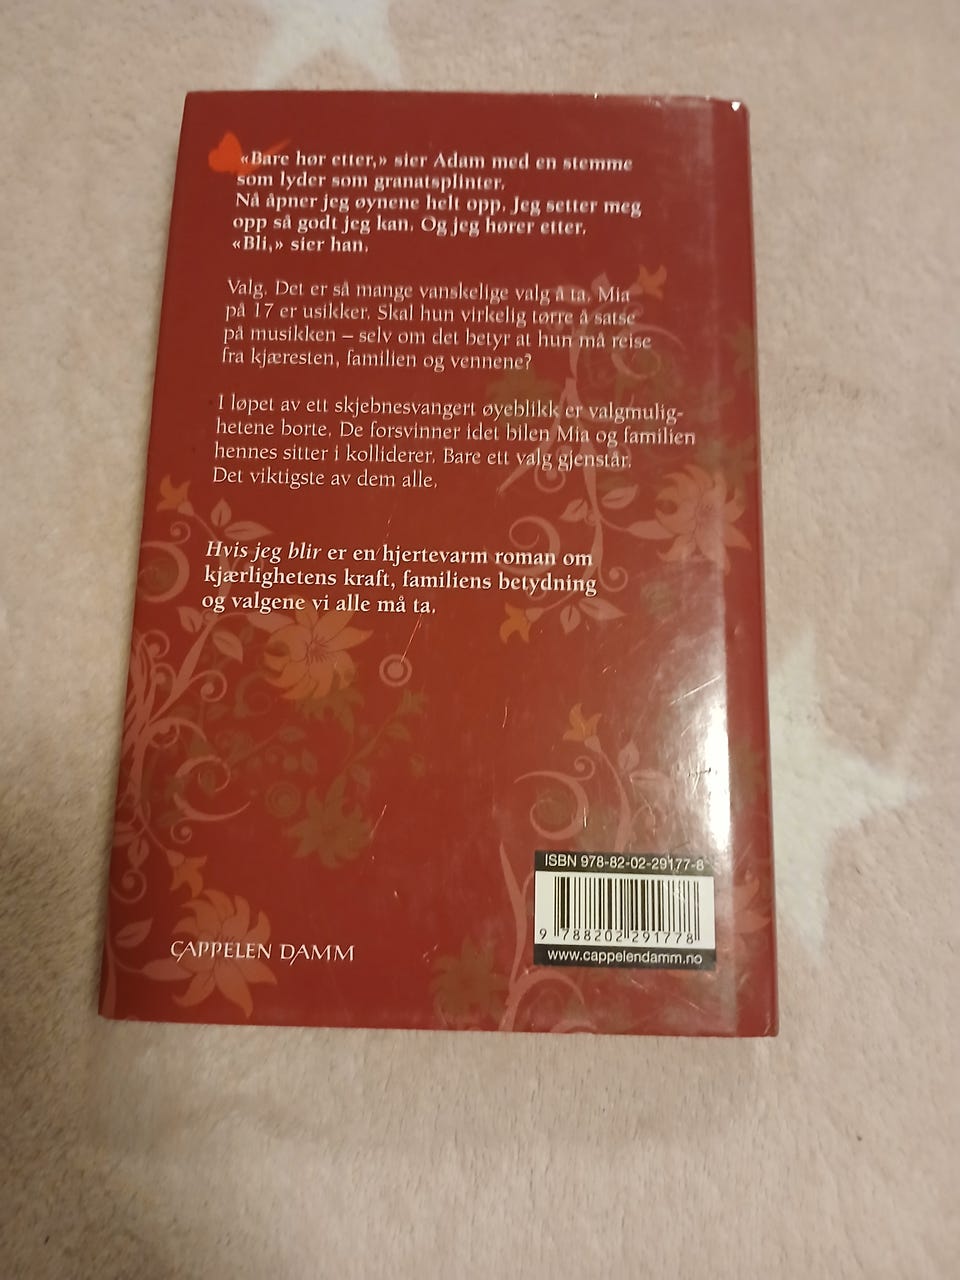 «Bare hør etter,» sier Adam med en stemme
som lyder som granatsplinter.
Nå åpner jeg øynene helt opp. Jeg setter meg
opp så godt jeg kan. Og jeg hører etter.
«Bli,» sier han.
Valg. Det er så mange vanskelige valg å ta. Mia
på 17 er usikker. Skal hun virkelig tørre å satse
på musikken – selv om det betyr at hun må reise
fra kjæresten, familien og vennene?
I løpet av ett skjebnesvangert øyeblikk er valgmulig-
hetene borte. De forsvinner idet bilen Mia og familien
hennes sitter i kolliderer. Bare ett valg gjenstår.
Det viktigste av dem alle.
Hvis jeg blir er en hjertevarm roman om
kjærlighetens kraft, familiens betydning
og valgene vi alle må ta.
ISBN 978-82-02-29177-8
9 788202 291778
www.cappelendamm.no
CAPPELEN DAMM